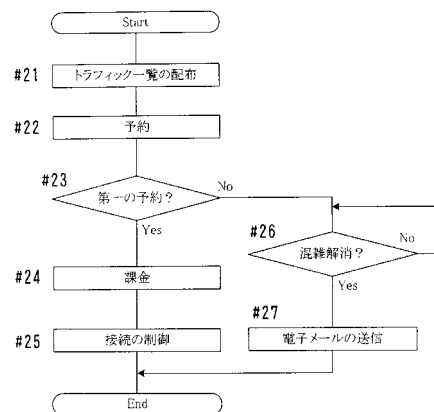 Start
#21 トラフィック一覧の配布
#22 予約
#23 第一の予約?
No
Yes
#26 混雑解消?
No
Yes
#24 課金
#27 電子メールの送信
#25 接続の制御
End